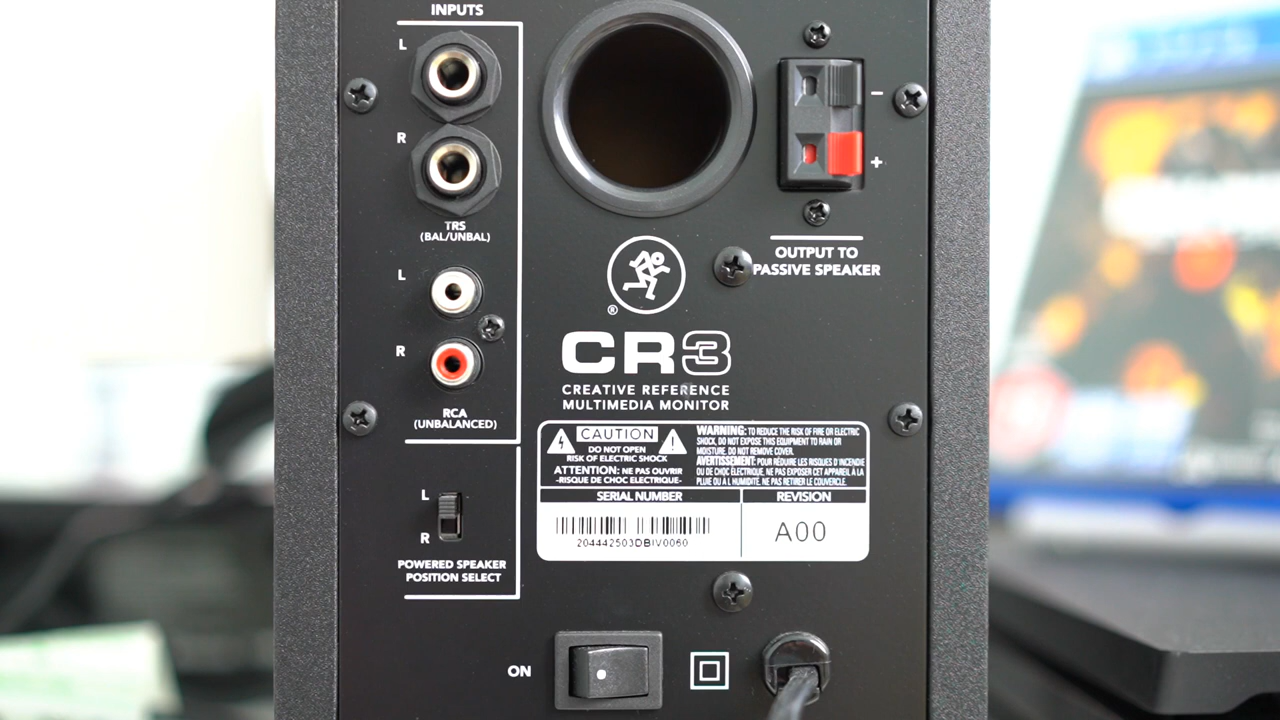 INPUTS
L
R
TRS
(BAL/UNBAL)
L
R
RCA
(UNBALANCED)
L
R
POWERED SPEAKER
POSITION SELECT
ON
−
+
OUTPUT TO
PASSIVE SPEAKER
®
CR3
CREATIVE REFERENCE
MULTIMEDIA MONITOR
CAUTION
DO NOT OPEN
RISK OF ELECTRIC SHOCK
ATTENTION: NE PAS OUVRIR
-RISQUE DE CHOC ELECTRIQUE-
WARNING: TO REDUCE THE RISK OF FIRE OR ELECTRIC
SHOCK, DO NOT EXPOSE THIS EQUIPMENT TO RAIN OR
MOISTURE. DO NOT REMOVE COVER.
AVERTISSEMENT: POUR RÉDUIRE LES RISQUES D'INCENDIE
OU DE CHOC ÉLECTRIQUE, NE PAS EXPOSER CET APPAREIL À LA
PLUIE OU À L HUMIDITÉ. NE PAS RETIRER LE COUVERCLE.
SERIAL NUMBER
204442503DBIV0060
REVISION
A00